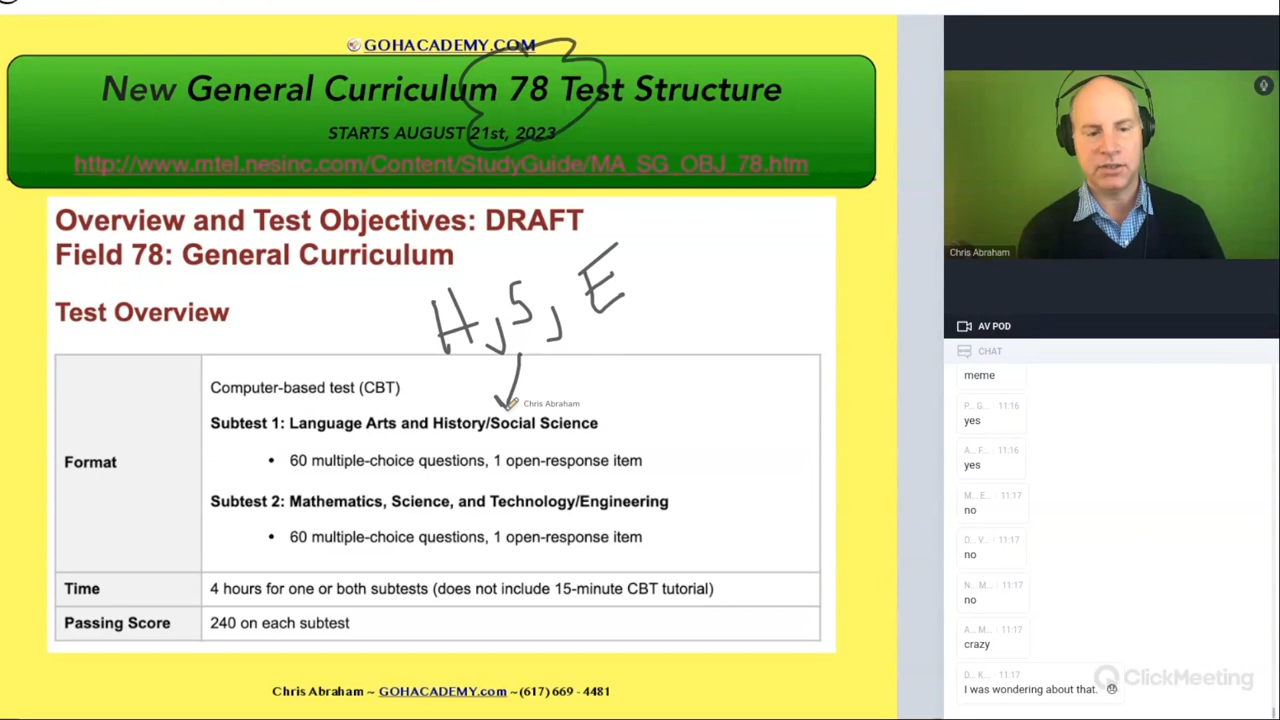 GOHACADEMY.COM
New General Curriculum 78 Test Structure
STARTS AUGUST 21st, 2023
http://www.mtel.nesinc.com/Content/StudyGuide/MA_SG_OBJ_78.htm
Overview and Test Objectives: DRAFT
Field 78: General Curriculum
Test Overview
H, S, E
Format
Computer-based test (CBT)
Chris Abraham
Subtest 1: Language Arts and History/Social Science
• 60 multiple-choice questions, 1 open-response item
Subtest 2: Mathematics, Science, and Technology/Engineering
• 60 multiple-choice questions, 1 open-response item
Time
4 hours for one or both subtests (does not include 15-minute CBT tutorial)
Passing Score
240 on each subtest
Chris Abraham ~ GOHACADEMY.com ~ (617) 669 - 4481
Chris Abraham
AV POD
CHAT
meme
P... G... 11:16
yes
A... F... 11:16
yes
M... E... 11:17
no
O... V... 11:17
no
N... M... 11:17
no
A... M... 11:17
crazy
D... K... 11:17
I was wondering about that.
ClickMeeting